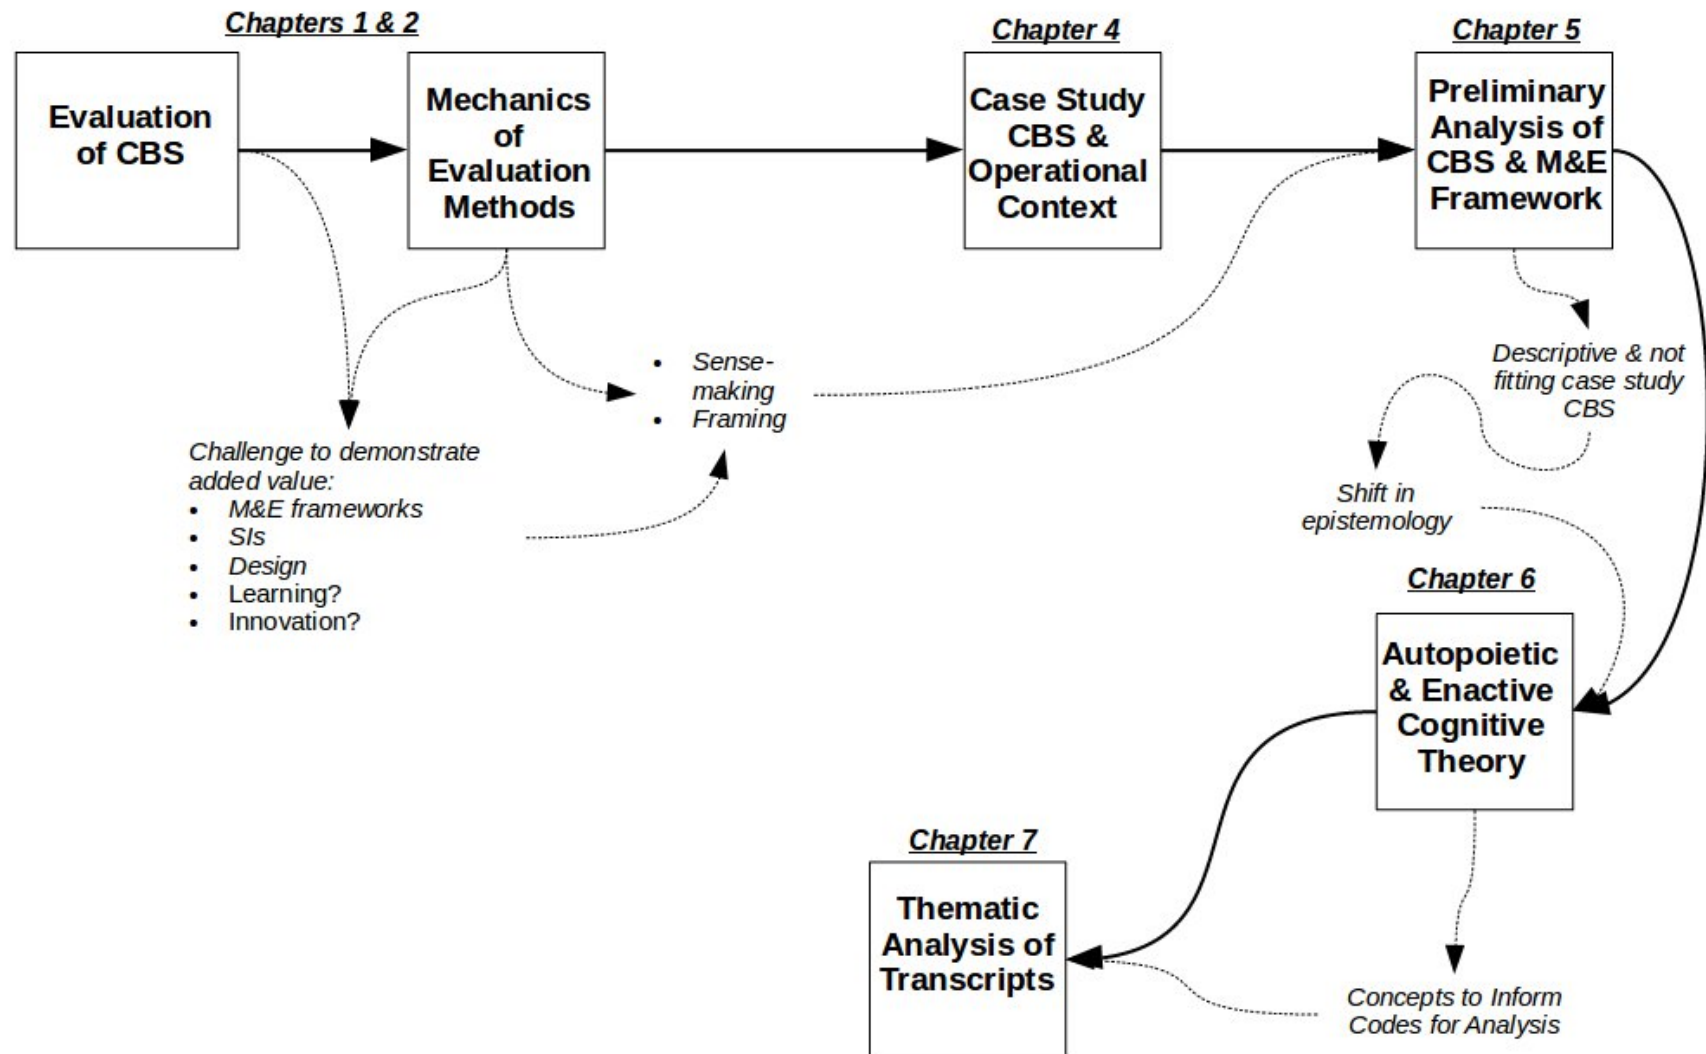 Chapters 1 & 2
Evaluation
of CBS
Mechanics
of
Evaluation
Methods
Chapter 4
Case Study
CBS &
Operational
Context
Chapter 5
Preliminary
Analysis of
CBS & M&E
Framework
• Sense-
making
• Framing
Descriptive & not
fitting case study
CBS
Challenge to demonstrate
added value:
• M&E frameworks
• SIs
• Design
• Learning?
• Innovation?
Shift in
epistemology
Chapter 6
Autopoietic
& Enactive
Cognitive
Theory
Chapter 7
Thematic
Analysis of
Transcripts
Concepts to Inform
Codes for Analysis